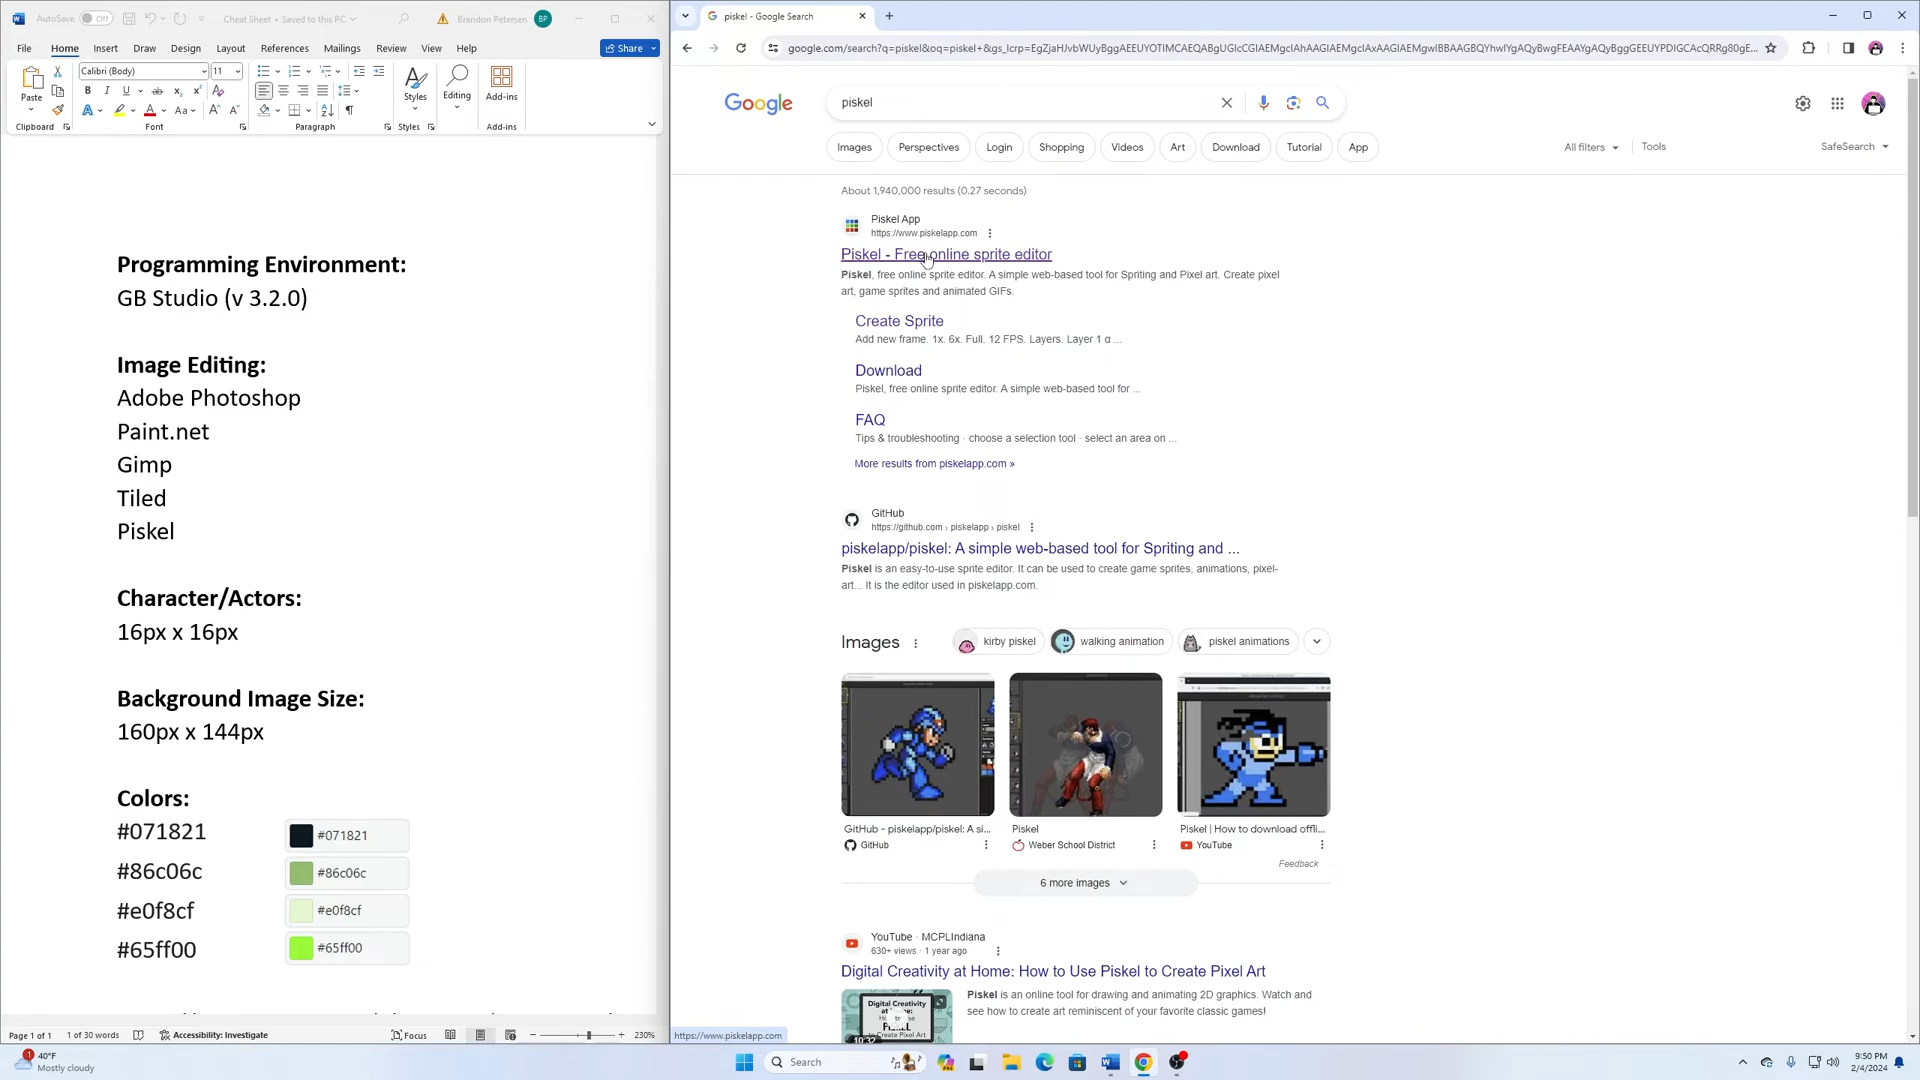 AutoSave Off
Cheat Sheet • Saved to this PC
Brandon Petersen BP
File Home Insert Draw Design Layout References Mailings Review View Help Share
Calibri (Body) 11
Paste
Styles
Editing
Add-ins
Clipboard Font Paragraph Styles Add-ins
Programming Environment:
GB Studio (v 3.2.0)
Image Editing:
Adobe Photoshop
Paint.net
Gimp
Tiled
Piskel
Character/Actors:
16px x 16px
Background Image Size:
160px x 144px
Colors:
#071821 #071821
#86c06c #86c06c
#e0f8cf #e0f8cf
#65ff00 #65ff00
Page 1 of 1 1 of 30 words Accessibility: Investigate Focus 230%
piskel - Google Search
Google
piskel
Images Perspectives Login Shopping Videos Art Download Tutorial App
All filters Tools SafeSearch
About 1,940,000 results (0.27 seconds)
Piskel App
https://www.piskelapp.com
Piskel - Free online sprite editor
Piskel, free online sprite editor. A simple web-based tool for Spriting and Pixel art. Create pixel
art, game sprites and animated GIFs.
Create Sprite
Add new frame. 1x. 6x. Full. 12 FPS. Layers. Layer 1 α ...
Download
Piskel, free online sprite editor. A simple web-based tool for ...
FAQ
Tips & troubleshooting · choose a selection tool · select an area on ...
More results from piskelapp.com »
GitHub
https://github.com › piskelapp › piskel
piskelapp/piskel: A simple web-based tool for Spriting and ...
Piskel is an easy-to-use sprite editor. It can be used to create game sprites, animations, pixel-
art... It is the editor used in piskelapp.com.
Images
kirby piskel walking animation piskel animations
GitHub - piskelapp/piskel: A si...
GitHub
Piskel
Weber School District
Piskel | How to download offli...
YouTube
Feedback
6 more images
YouTube · MCPLIndiana
630+ views · 1 year ago
Digital Creativity at Home: How to Use Piskel to Create Pixel Art
Piskel is an online tool for drawing and animating 2D graphics. Watch and
see how to create art reminiscent of your favorite classic games!
Digital Creativity
at Home:
to Create Pixel Art
10:32
https://www.piskelapp.com
1
40°F
Mostly cloudy
Search
9:50 PM
2/4/2024